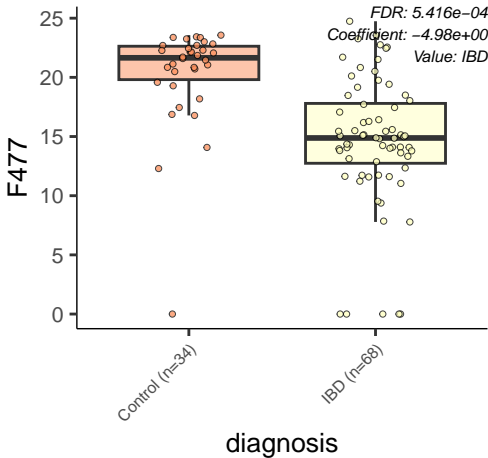 FDR: 5.416e−04
Coefficient: −4.98e+00
Value: IBD
F477
25
20
15
10
5
0
Control (n=34)
IBD (n=68)
diagnosis